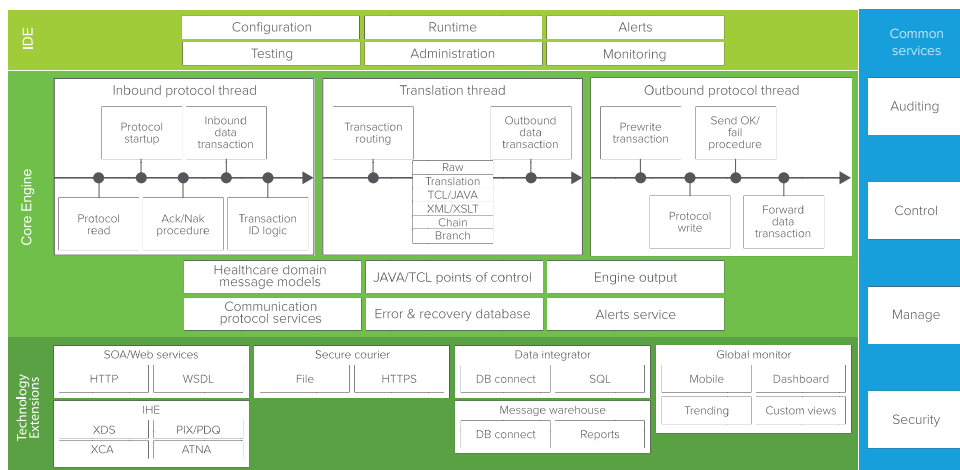 IDE
Configuration
Runtime
Alerts
Testing
Administration
Monitoring
Common
services
Auditing
Control
Manage
Security
Core Engine
Inbound protocol thread
Protocol
startup
Inbound
data
transaction
Protocol
read
Ack/Nak
procedure
Transaction
ID logic
Translation thread
Transaction
routing
Outbound
data
transaction
Raw
Translation
TCL/JAVA
XML/XSLT
Chain
Branch
Outbound protocol thread
Prewrite
transaction
Send OK/
fail
procedure
Protocol
write
Forward
data
transaction
Healthcare domain
message models
JAVA/TCL points of control
Engine output
Communication
protocol services
Error & recovery database
Alerts service
Technology
Extensions
SOA/Web services
HTTP
WSDL
IHE
XDS
PIX/PDQ
XCA
ATNA
Secure courier
File
HTTPS
Data integrator
DB connect
SQL
Message warehouse
DB connect
Reports
Global monitor
Mobile
Dashboard
Trending
Custom views